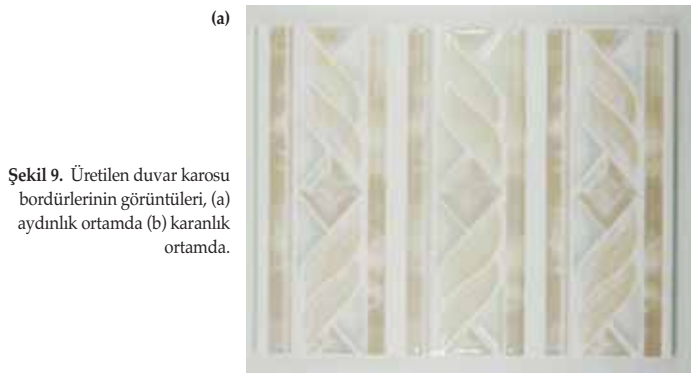 (a)
Şekil 9. Üretilen duvar karosu
bordürlerinin görüntüleri, (a)
aydınlık ortamda (b) karanlık
ortamda.